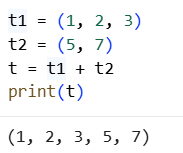 t1 = (1, 2, 3)
t2 = (5, 7)
t = t1 + t2
print(t)
(1, 2, 3, 5, 7)